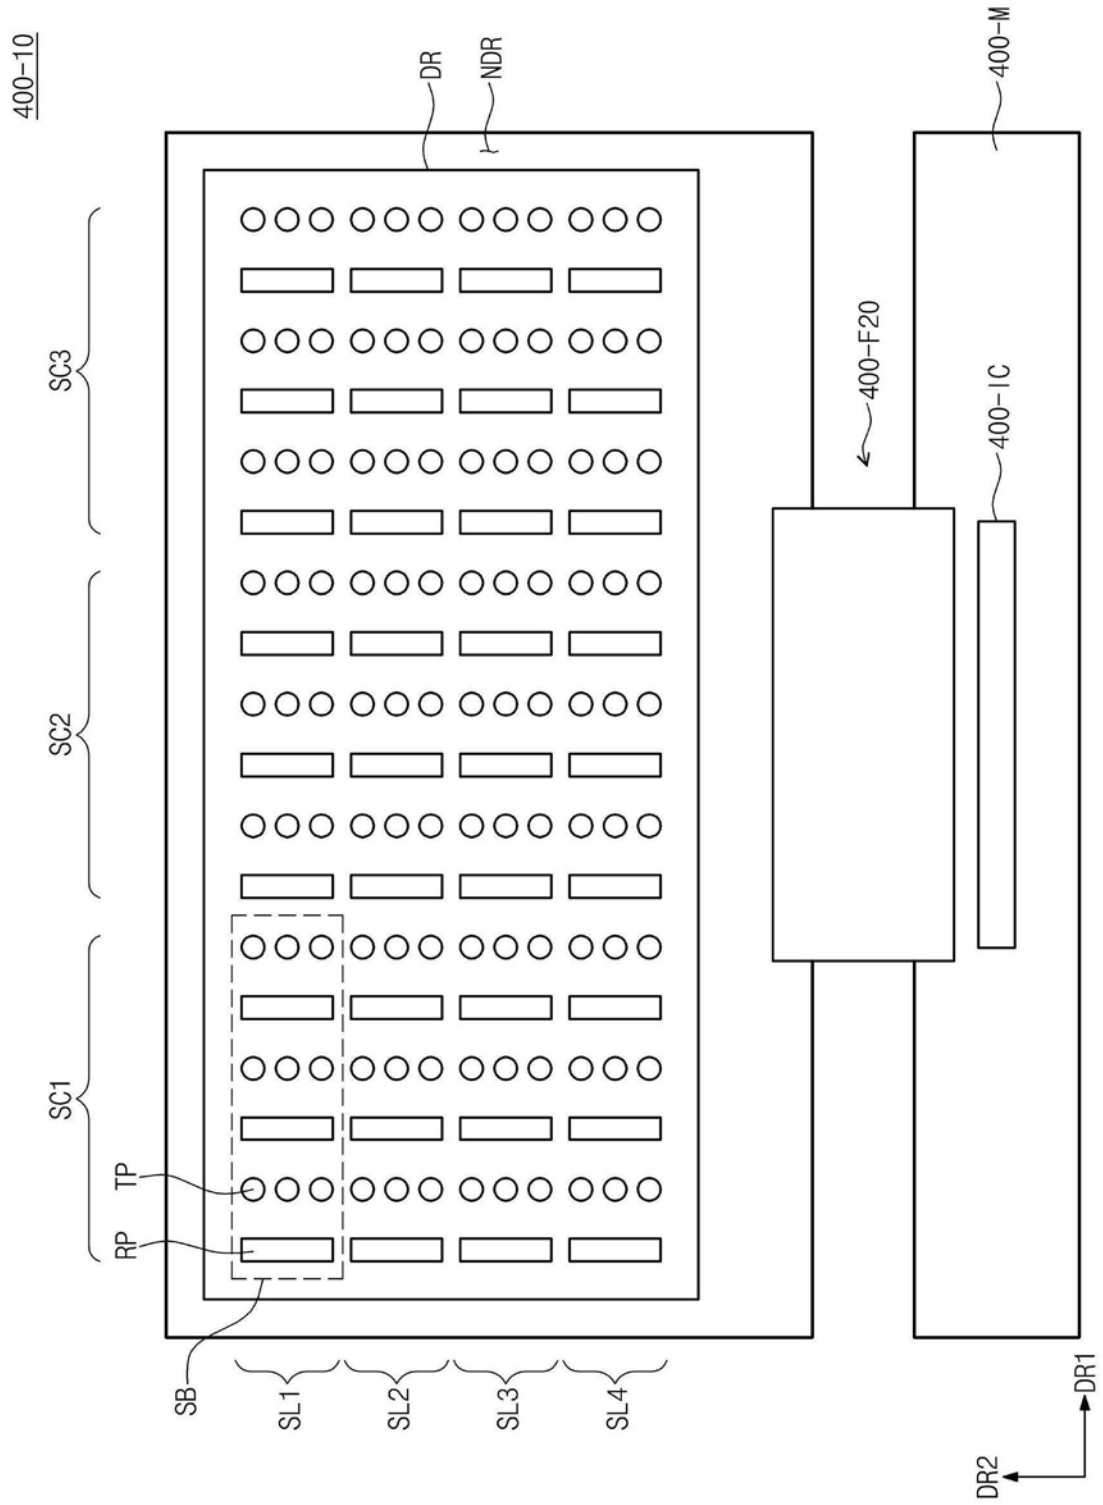 400-10
SC1
SC2
SC3
RP
TP
DR
NDR
SB
SL1
SL2
SL3
SL4
400-F20
400-M
400-IC
DR2
DR1